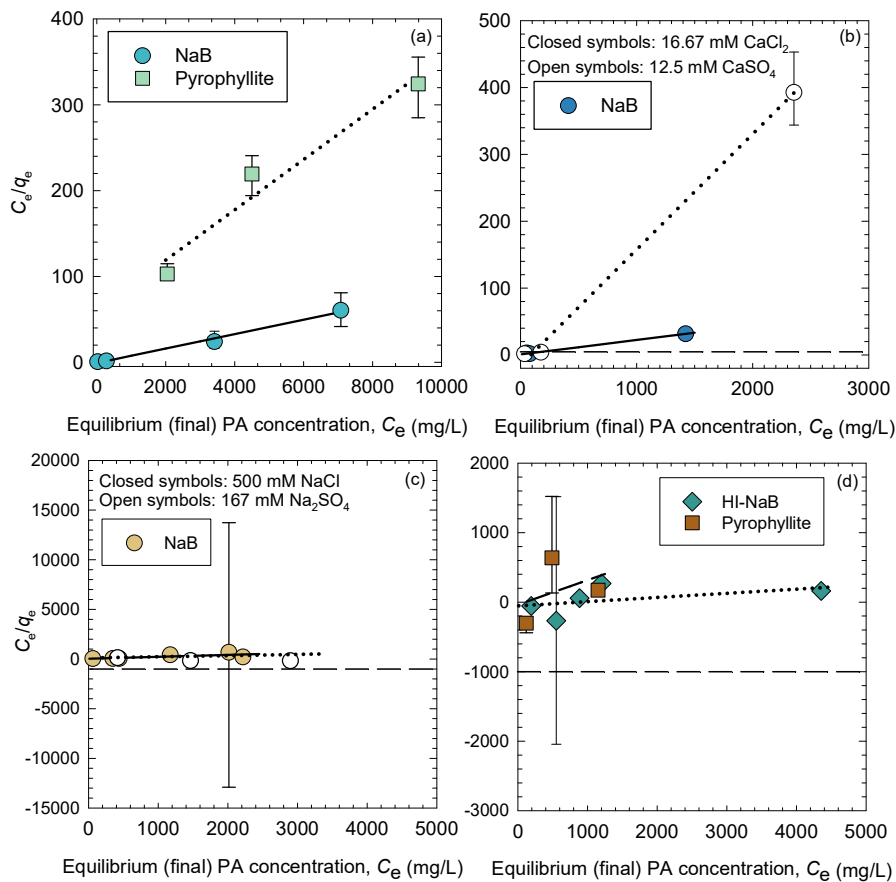 (a)
NaB
Pyrophyllite
400
300
200
100
0
Cₑ/qₑ
0 2000 4000 6000 8000 10000
Equilibrium (final) PA concentration, Cₑ (mg/L)
(b)
Closed symbols: 16.67 mM CaCl₂
Open symbols: 12.5 mM CaSO₄
NaB
500
400
300
200
100
0
0 1000 2000 3000
Equilibrium (final) PA concentration, Cₑ (mg/L)
(c)
Closed symbols: 500 mM NaCl
Open symbols: 167 mM Na₂SO₄
NaB
20000
15000
10000
5000
0
-5000
-10000
-15000
Cₑ/qₑ
0 1000 2000 3000 4000 5000
Equilibrium (final) PA concentration, Cₑ (mg/L)
(d)
HI-NaB
Pyrophyllite
2000
1000
0
-1000
-2000
-3000
0 1000 2000 3000 4000 5000
Equilibrium (final) PA concentration, Cₑ (mg/L)